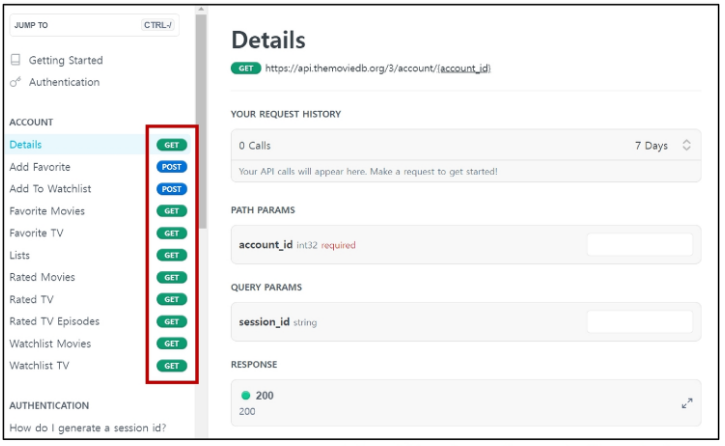 JUMP TO CTRL-/
Getting Started
Authentication
ACCOUNT
Details GET
Add Favorite POST
Add To Watchlist POST
Favorite Movies GET
Favorite TV GET
Lists GET
Rated Movies GET
Rated TV GET
Rated TV Episodes GET
Watchlist Movies GET
Watchlist TV GET
AUTHENTICATION
How do I generate a session id?
Details
GET https://api.themoviedb.org/3/account/{account_id}
YOUR REQUEST HISTORY
0 Calls 7 Days
Your API calls will appear here. Make a request to get started!
PATH PARAMS
account_id int32 required
QUERY PARAMS
session_id string
RESPONSE
200
200